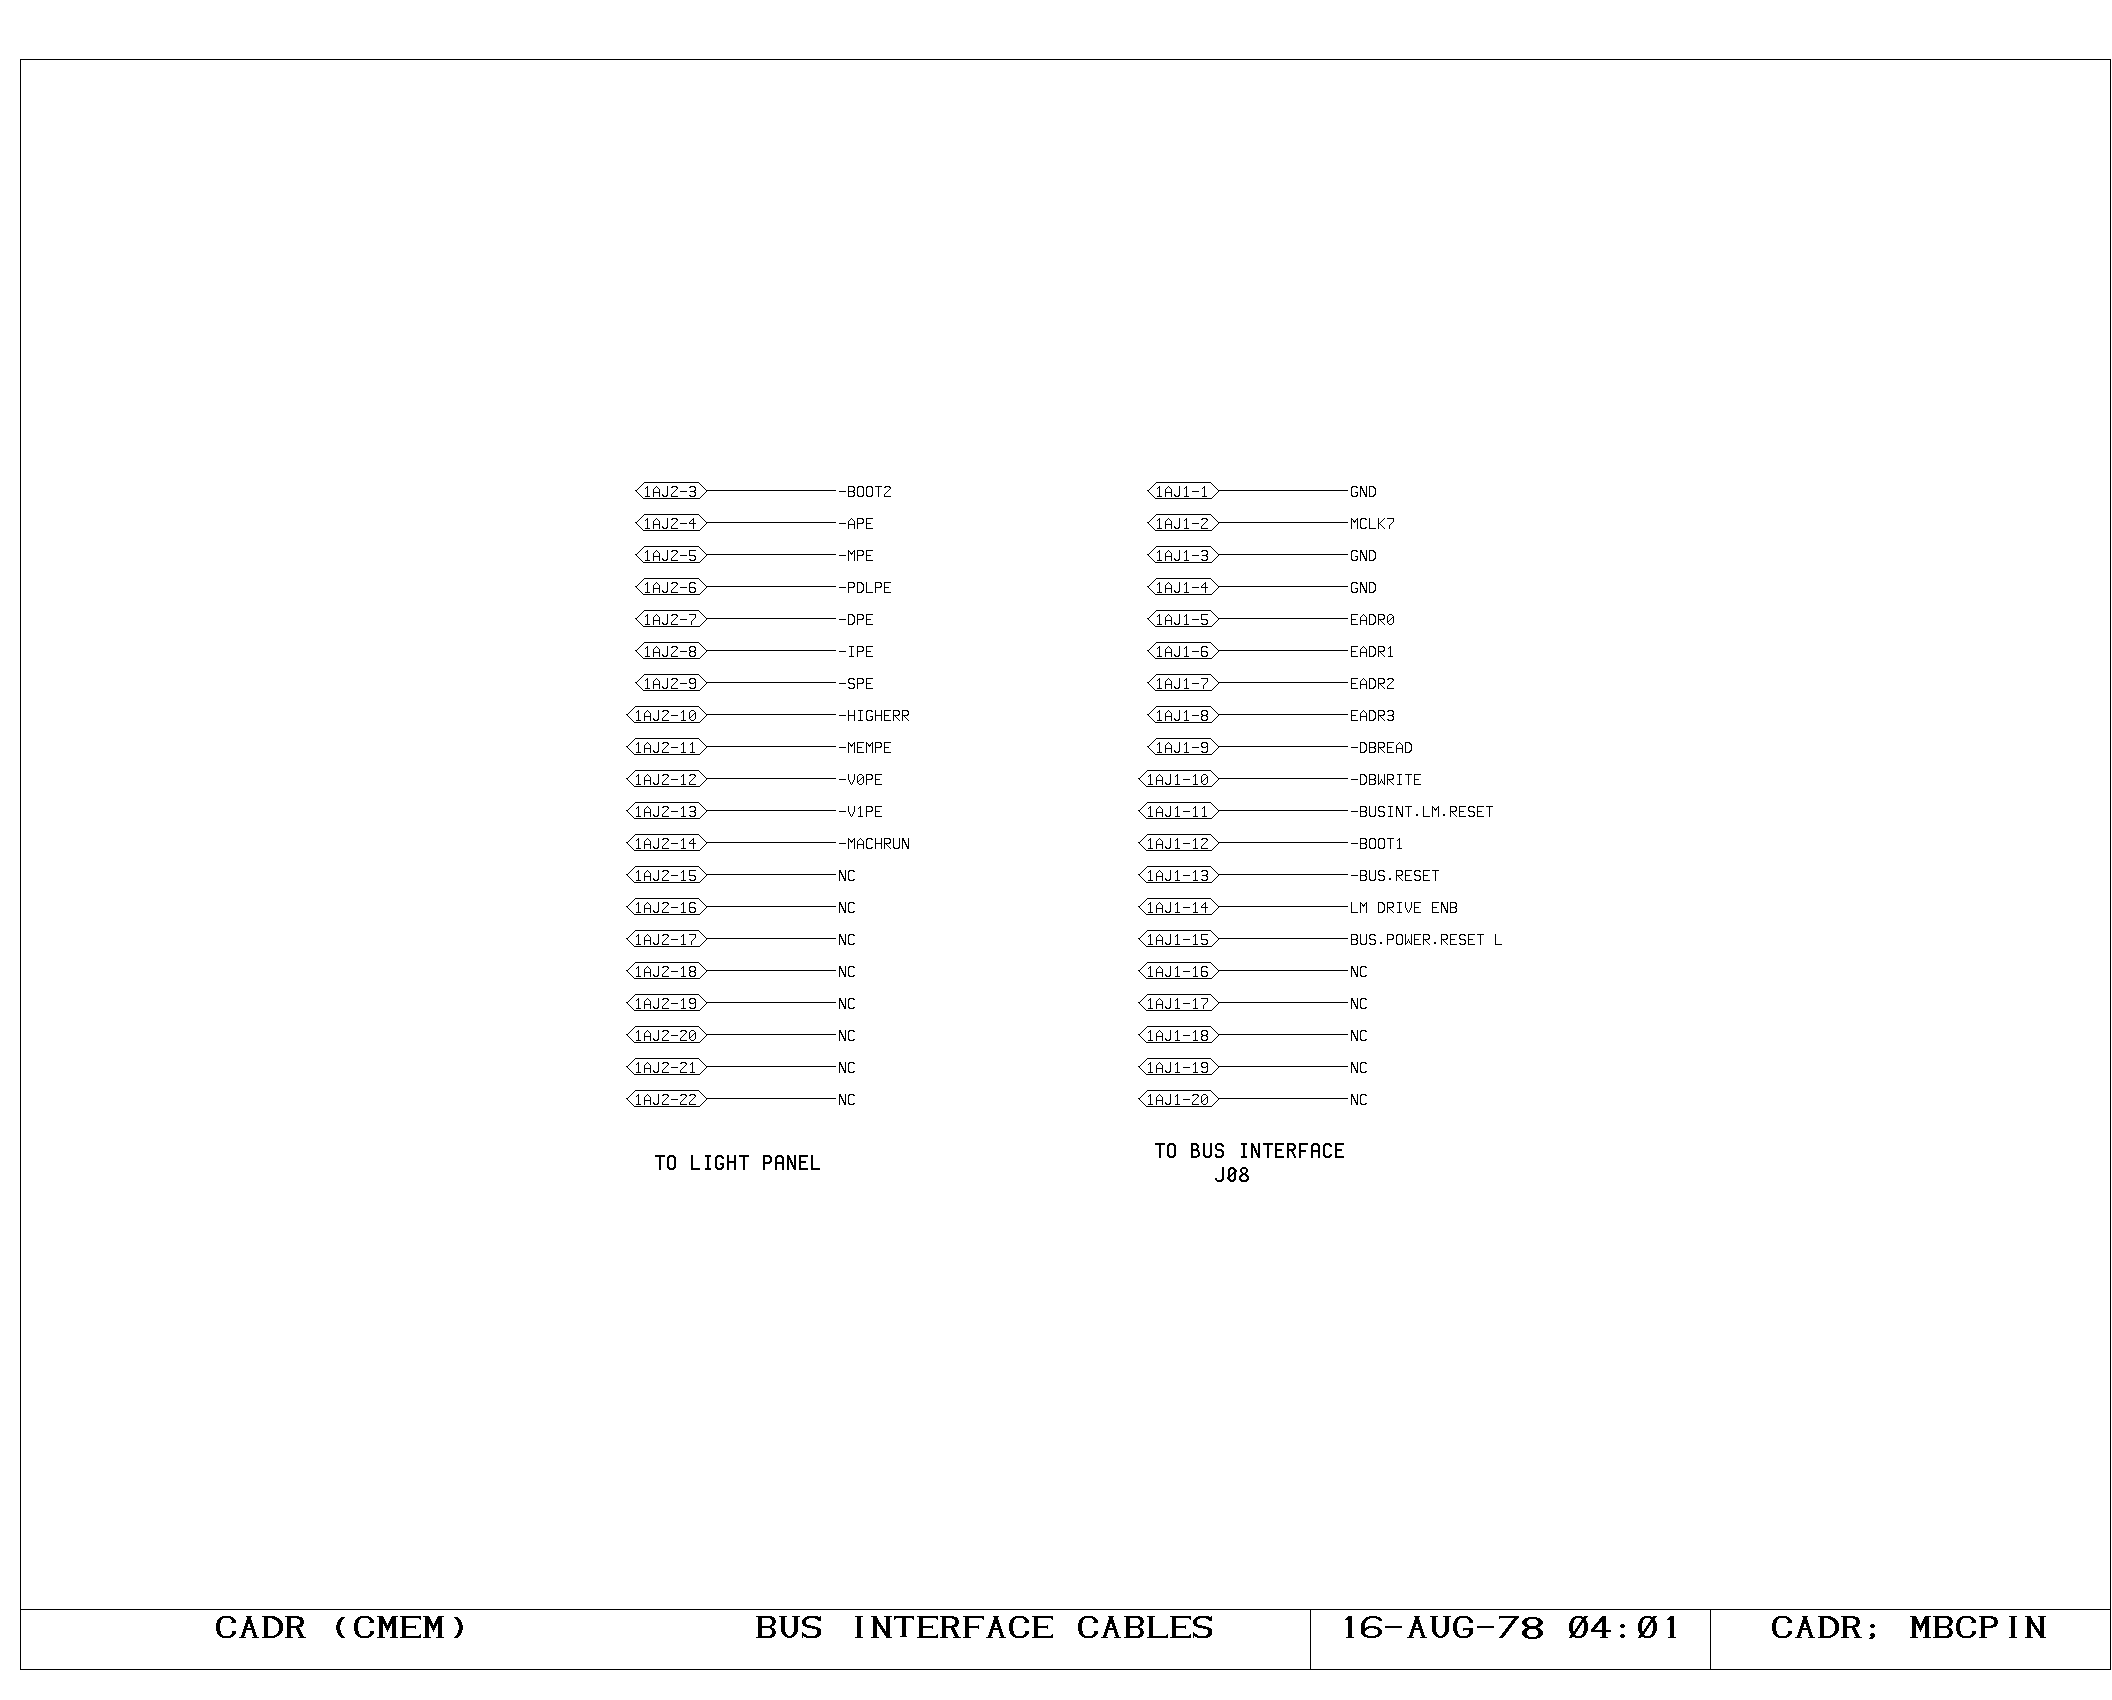 1AJ2-3 -BOOT2
1AJ2-4 -APE
1AJ2-5 -MPE
1AJ2-6 -PDLPE
1AJ2-7 -DPE
1AJ2-8 -IPE
1AJ2-9 -SPE
1AJ2-10 -HIGHERR
1AJ2-11 -MEMPE
1AJ2-12 -V0PE
1AJ2-13 -V1PE
1AJ2-14 -MACHRUN
1AJ2-15 NC
1AJ2-16 NC
1AJ2-17 NC
1AJ2-18 NC
1AJ2-19 NC
1AJ2-20 NC
1AJ2-21 NC
1AJ2-22 NC
TO LIGHT PANEL
1AJ1-1 GND
1AJ1-2 MCLK7
1AJ1-3 GND
1AJ1-4 GND
1AJ1-5 EADR0
1AJ1-6 EADR1
1AJ1-7 EADR2
1AJ1-8 EADR3
1AJ1-9 -DBREAD
1AJ1-10 -DBWRITE
1AJ1-11 -BUSINT.LM.RESET
1AJ1-12 -BOOT1
1AJ1-13 -BUS.RESET
1AJ1-14 LM DRIVE ENB
1AJ1-15 BUS.POWER.RESET L
1AJ1-16 NC
1AJ1-17 NC
1AJ1-18 NC
1AJ1-19 NC
1AJ1-20 NC
TO BUS INTERFACE
J08
CADR (CMEM) BUS INTERFACE CABLES 16-AUG-78 04:01 CADR; MBCPIN